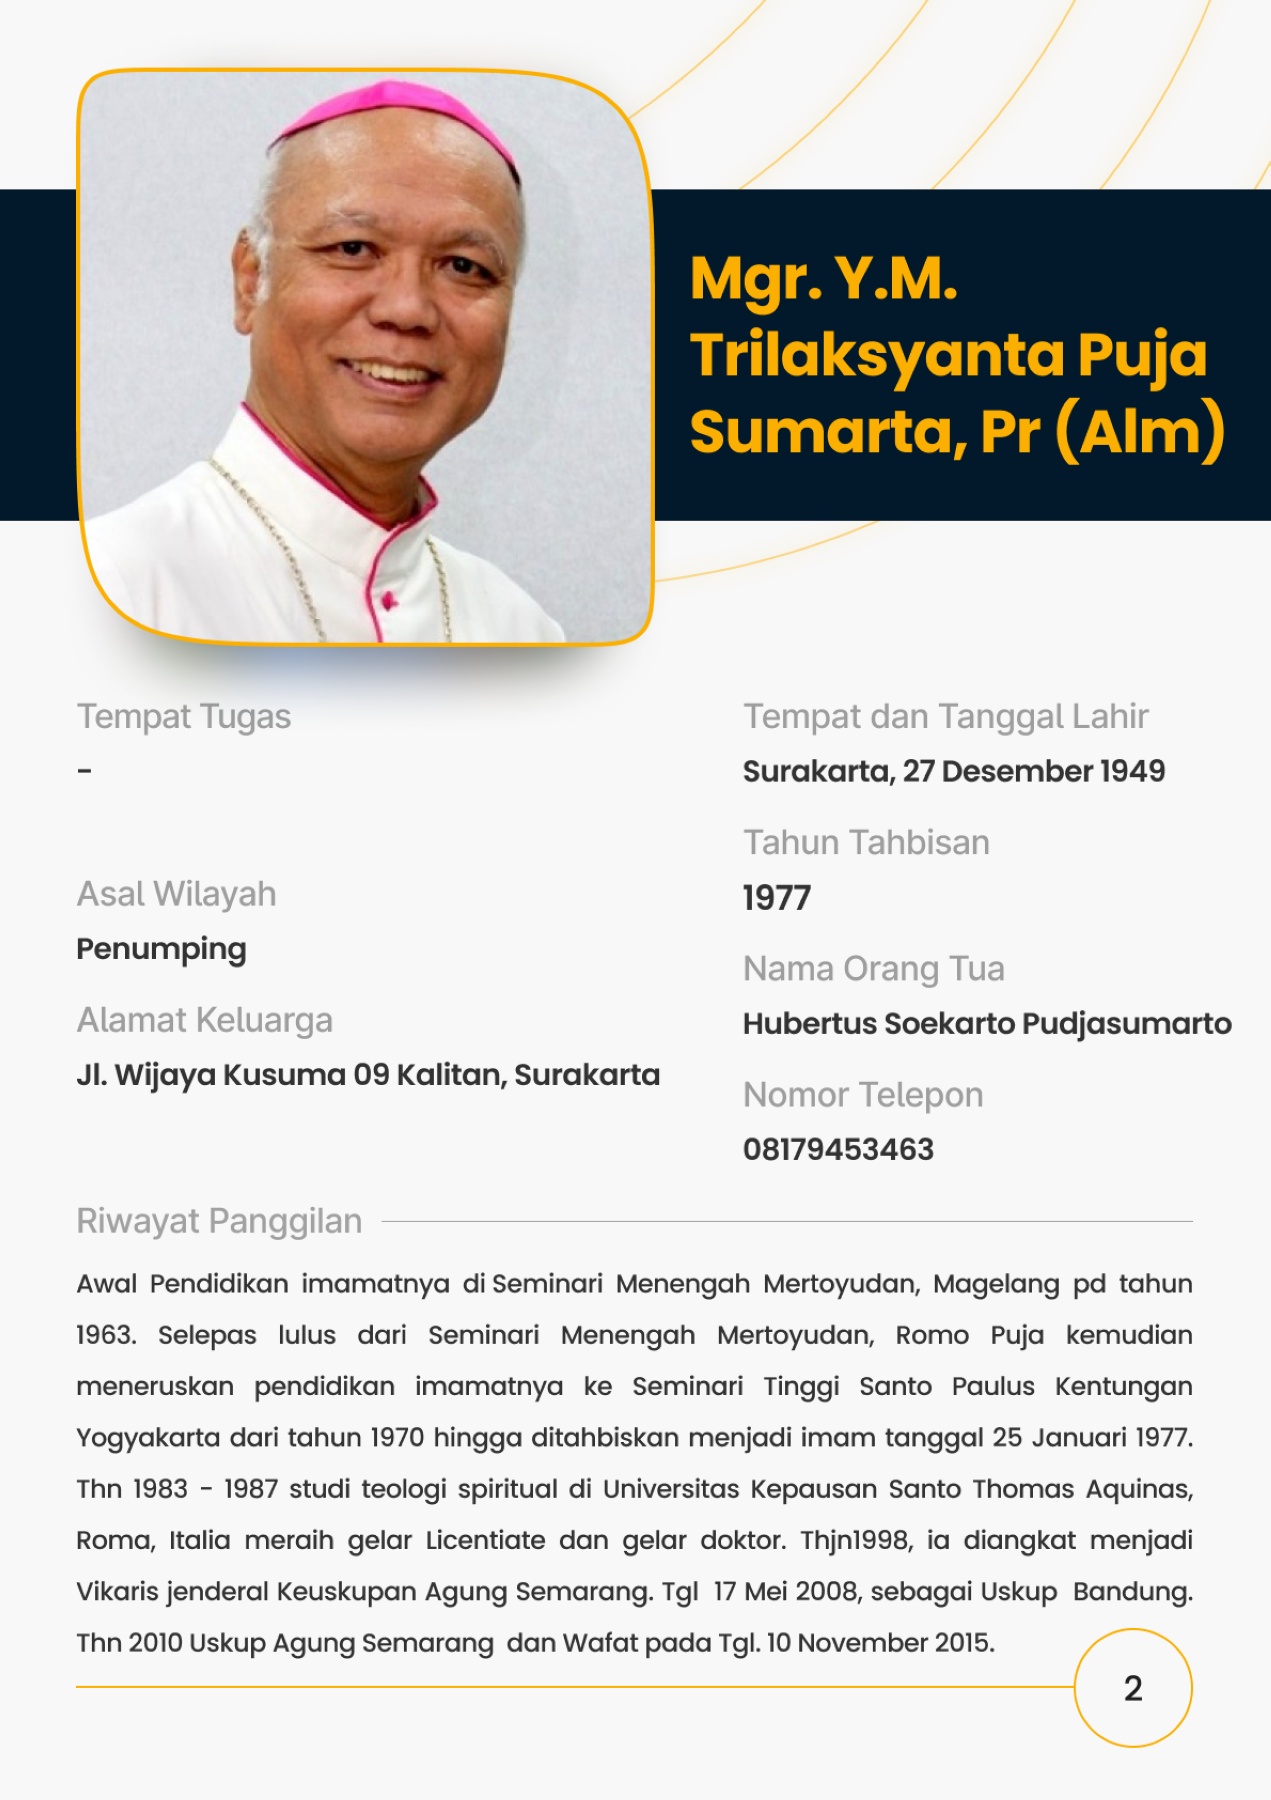 Mgr. Y.M.
Trilaksyanta Puja
Sumarta, Pr (Alm)
Tempat Tugas
-
Asal Wilayah
Penumping
Alamat Keluarga
Jl. Wijaya Kusuma 09 Kalitan, Surakarta
Tempat dan Tanggal Lahir
Surakarta, 27 Desember 1949
Tahun Tahbisan
1977
Nama Orang Tua
Hubertus Soekarto Pudjasumarto
Nomor Telepon
08179453463
Riwayat Panggilan
Awal Pendidikan imamatnya di Seminari Menengah Mertoyudan, Magelang pd tahun
1963. Selepas lulus dari Seminari Menengah Mertoyudan, Romo Puja kemudian
meneruskan pendidikan imamatnya ke Seminari Tinggi Santo Paulus Kentungan
Yogyakarta dari tahun 1970 hingga ditahbiskan menjadi imam tanggal 25 Januari 1977.
Thn 1983 - 1987 studi teologi spiritual di Universitas Kepausan Santo Thomas Aquinas,
Roma, Italia meraih gelar Licentiate dan gelar doktor. Thjn1998, ia diangkat menjadi
Vikaris jenderal Keuskupan Agung Semarang. Tgl 17 Mei 2008, sebagai Uskup Bandung.
Thn 2010 Uskup Agung Semarang dan Wafat pada Tgl. 10 November 2015.
2